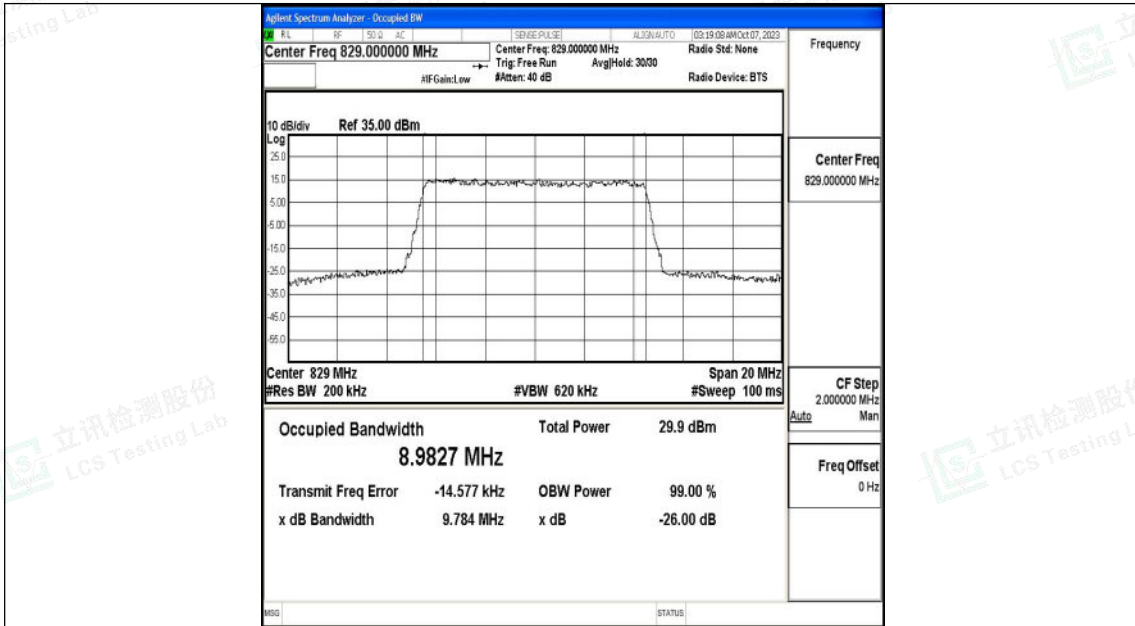 Agilent Spectrum Analyzer - Occupied BW
RL RF 50 Ω AC SENSE:PULSE ALIGNAUTO 03:19:08 AM Oct 07, 2023
Center Freq 829.000000 MHz
Center Freq: 829.000000 MHz
Radio Std: None
Trig: Free Run Avg|Hold: 30/30
#IFGain:Low
#Atten: 40 dB
Radio Device: BTS
10 dB/div Ref 35.00 dBm
Log
25.0
15.0
5.00
-5.00
-15.0
-25.0
-35.0
-45.0
-55.0
Center 829 MHz Span 20 MHz
#Res BW 200 kHz #VBW 620 kHz #Sweep 100 ms
Occupied Bandwidth Total Power 29.9 dBm
8.9827 MHz
Transmit Freq Error -14.577 kHz OBW Power 99.00 %
x dB Bandwidth 9.784 MHz x dB -26.00 dB
MSG STATUS
Frequency
Center Freq
829.000000 MHz
CF Step
2.000000 MHz
Auto Man
Freq Offset
0 Hz
立讯检测股份
LCS Testing Lab
立讯检测股份
LCS Testing L
sting Lab